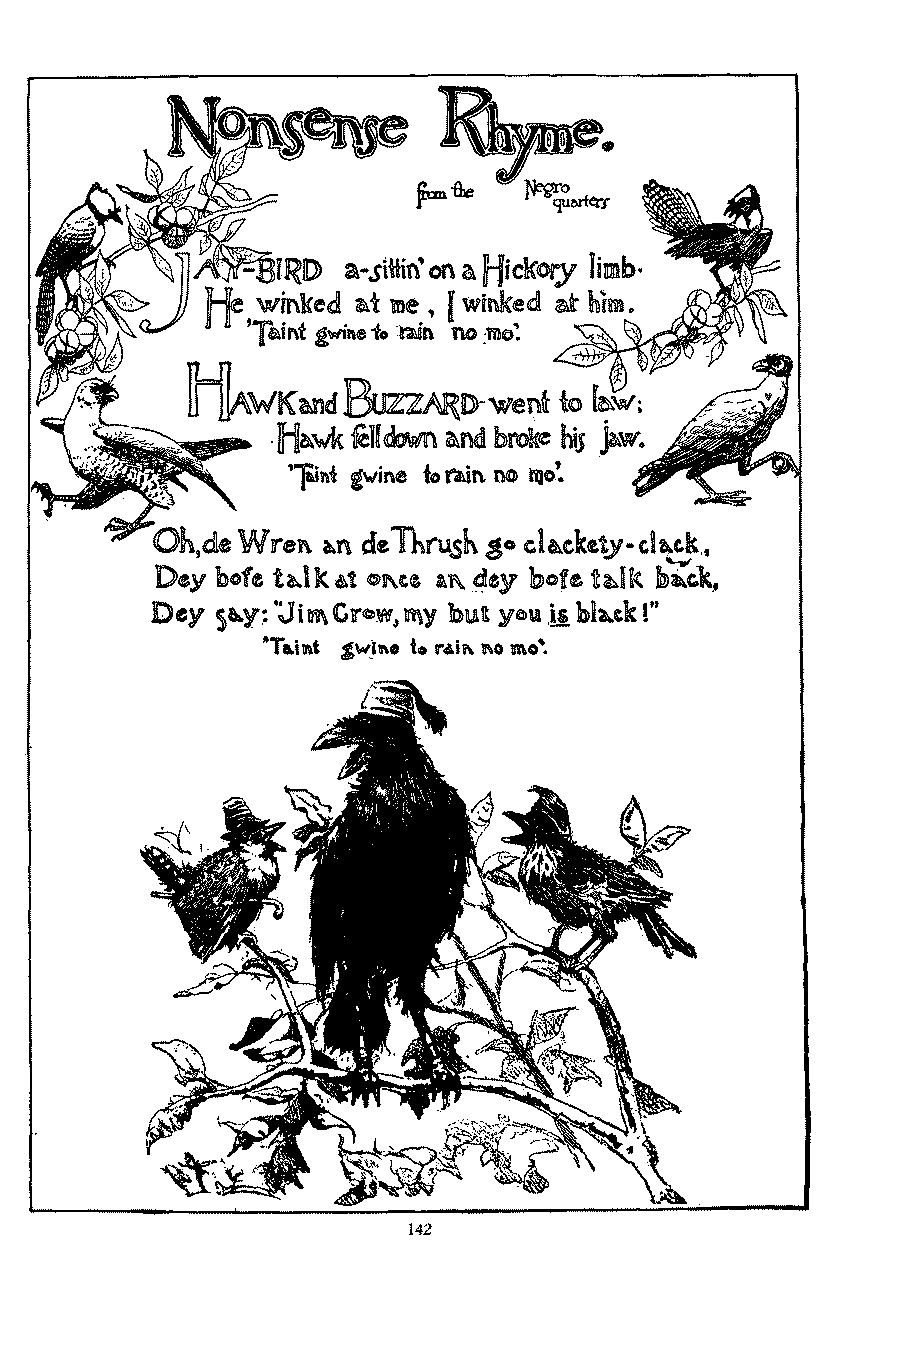 Nonsense Rhyme.
from the Negro quarters
JAY-BIRD a-sittin' on a Hickory limb.
He winked at me, I winked at him.
'Taint gwine to rain no mo'.
HAWK and BUZZARD went to law;
Hawk fell down and broke his jaw.
'Taint gwine to rain no mo'.
Oh, de Wren an de Thrush go clackety-clack,
Dey bofe talk at once an dey bofe talk back,
Dey say: "Jim Crow, my but you is black!"
'Taint gwine to rain no mo'.
142